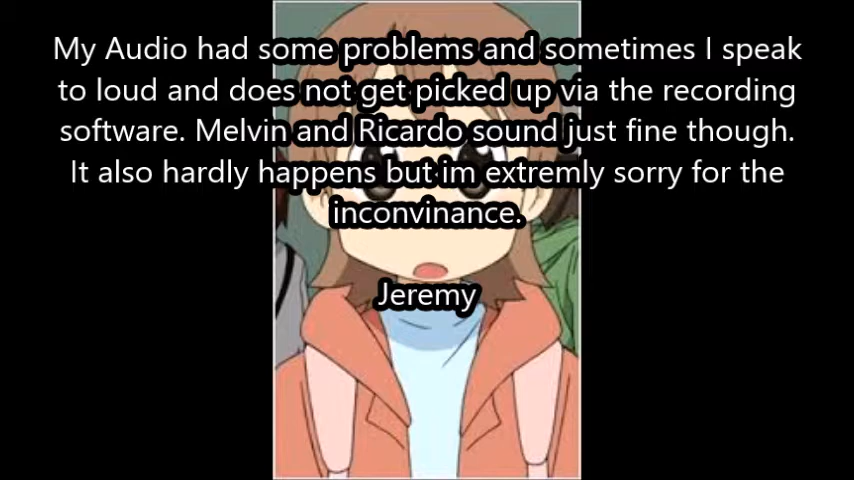 My Audio had some problems and sometimes I speak
to loud and does not get picked up via the recording
software. Melvin and Ricardo sound just fine though.
It also hardly happens but im extremly sorry for the
inconvinance.
Jeremy